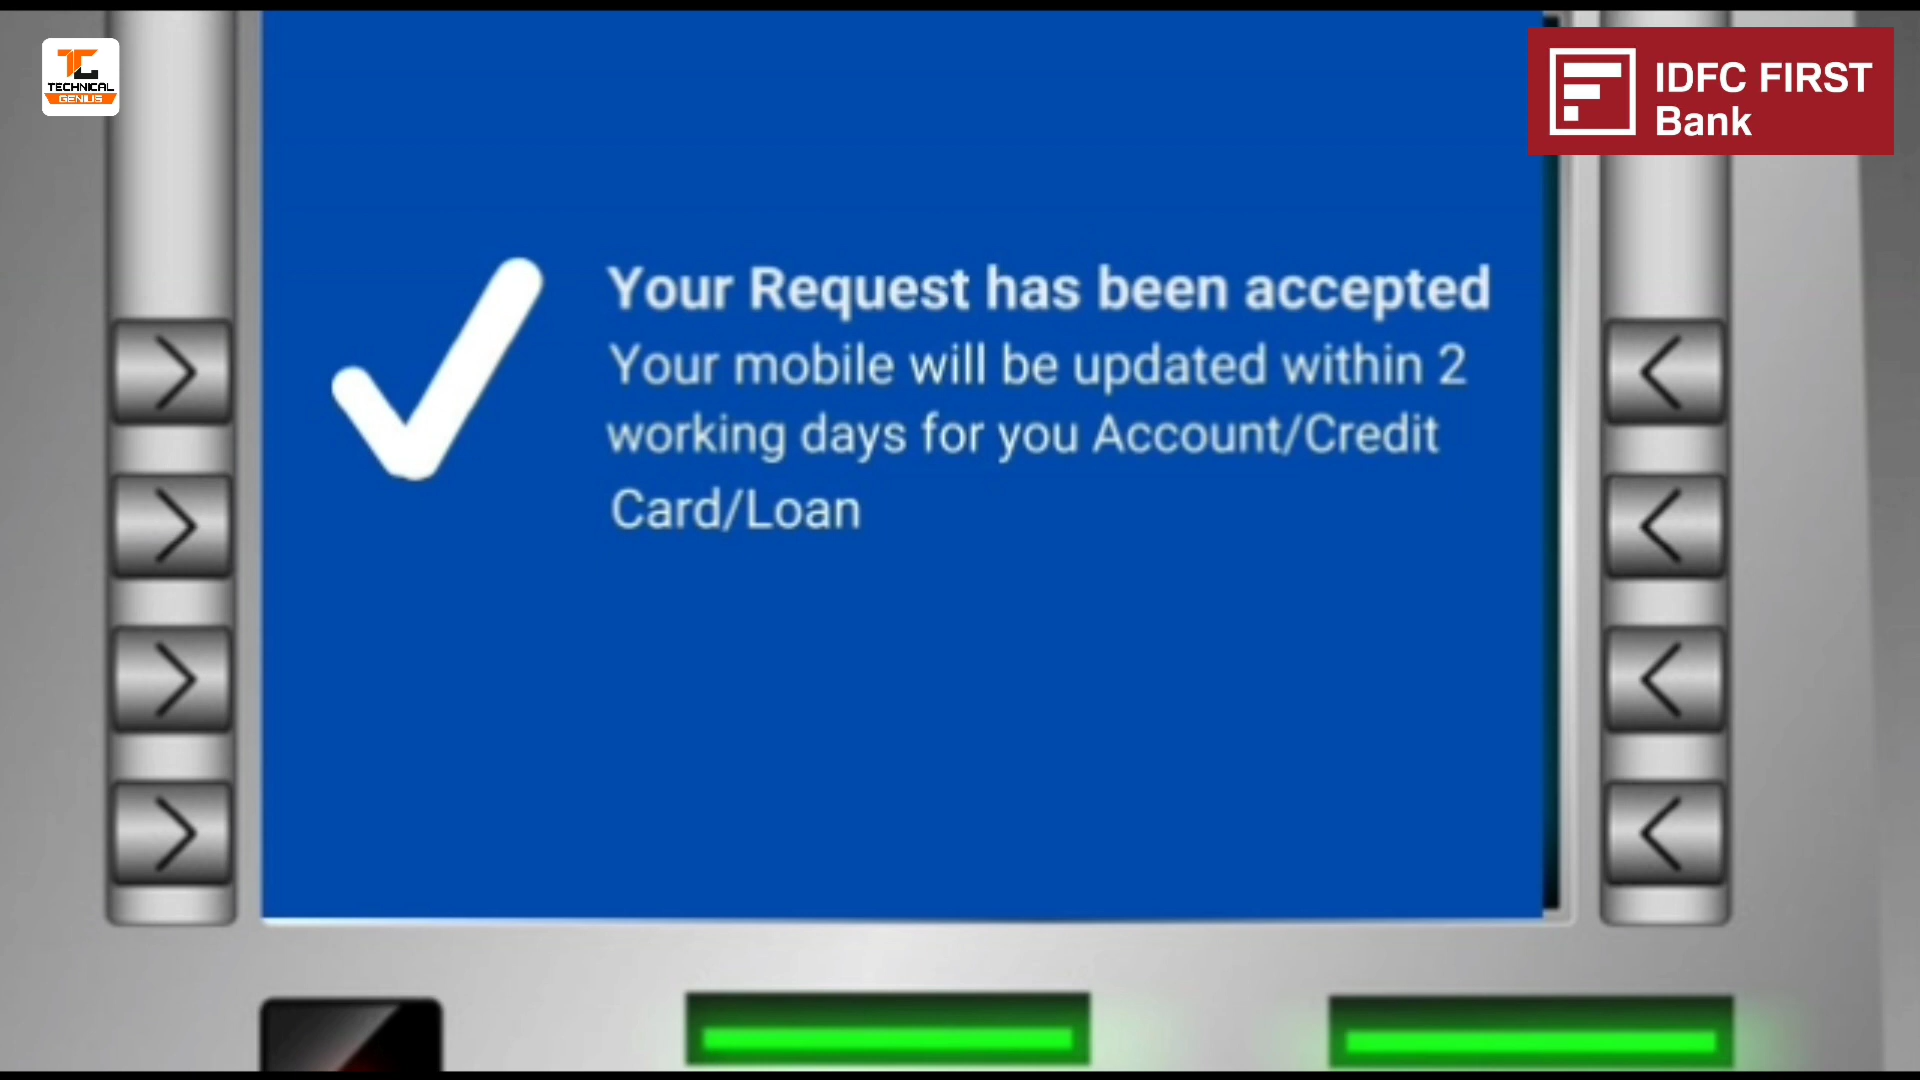 TECHNICAL
GENIUS
IDFC FIRST
Bank
Your Request has been accepted
Your mobile will be updated within 2
working days for you Account/Credit
Card/Loan